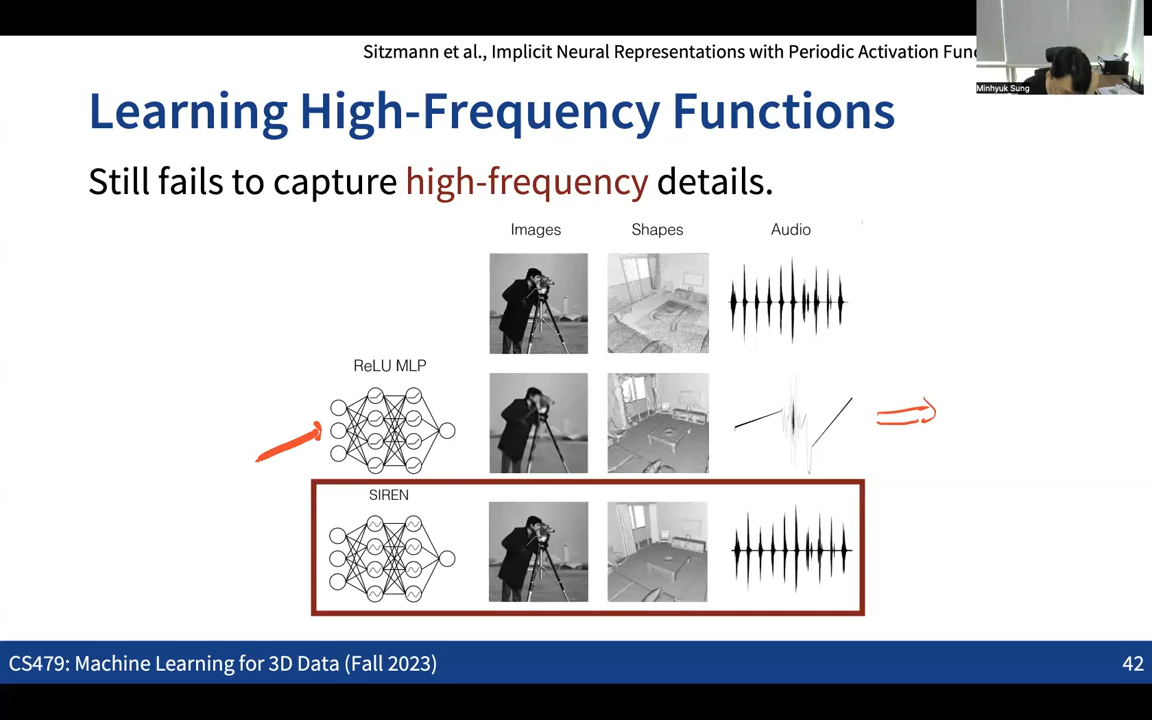 Sitzmann et al., Implicit Neural Representations with Periodic Activation
Minhyuk Sung
Learning High-Frequency Functions
Still fails to capture high-frequency details.
Images Shapes Audio
ReLU MLP
SIREN
CS479: Machine Learning for 3D Data (Fall 2023) 42